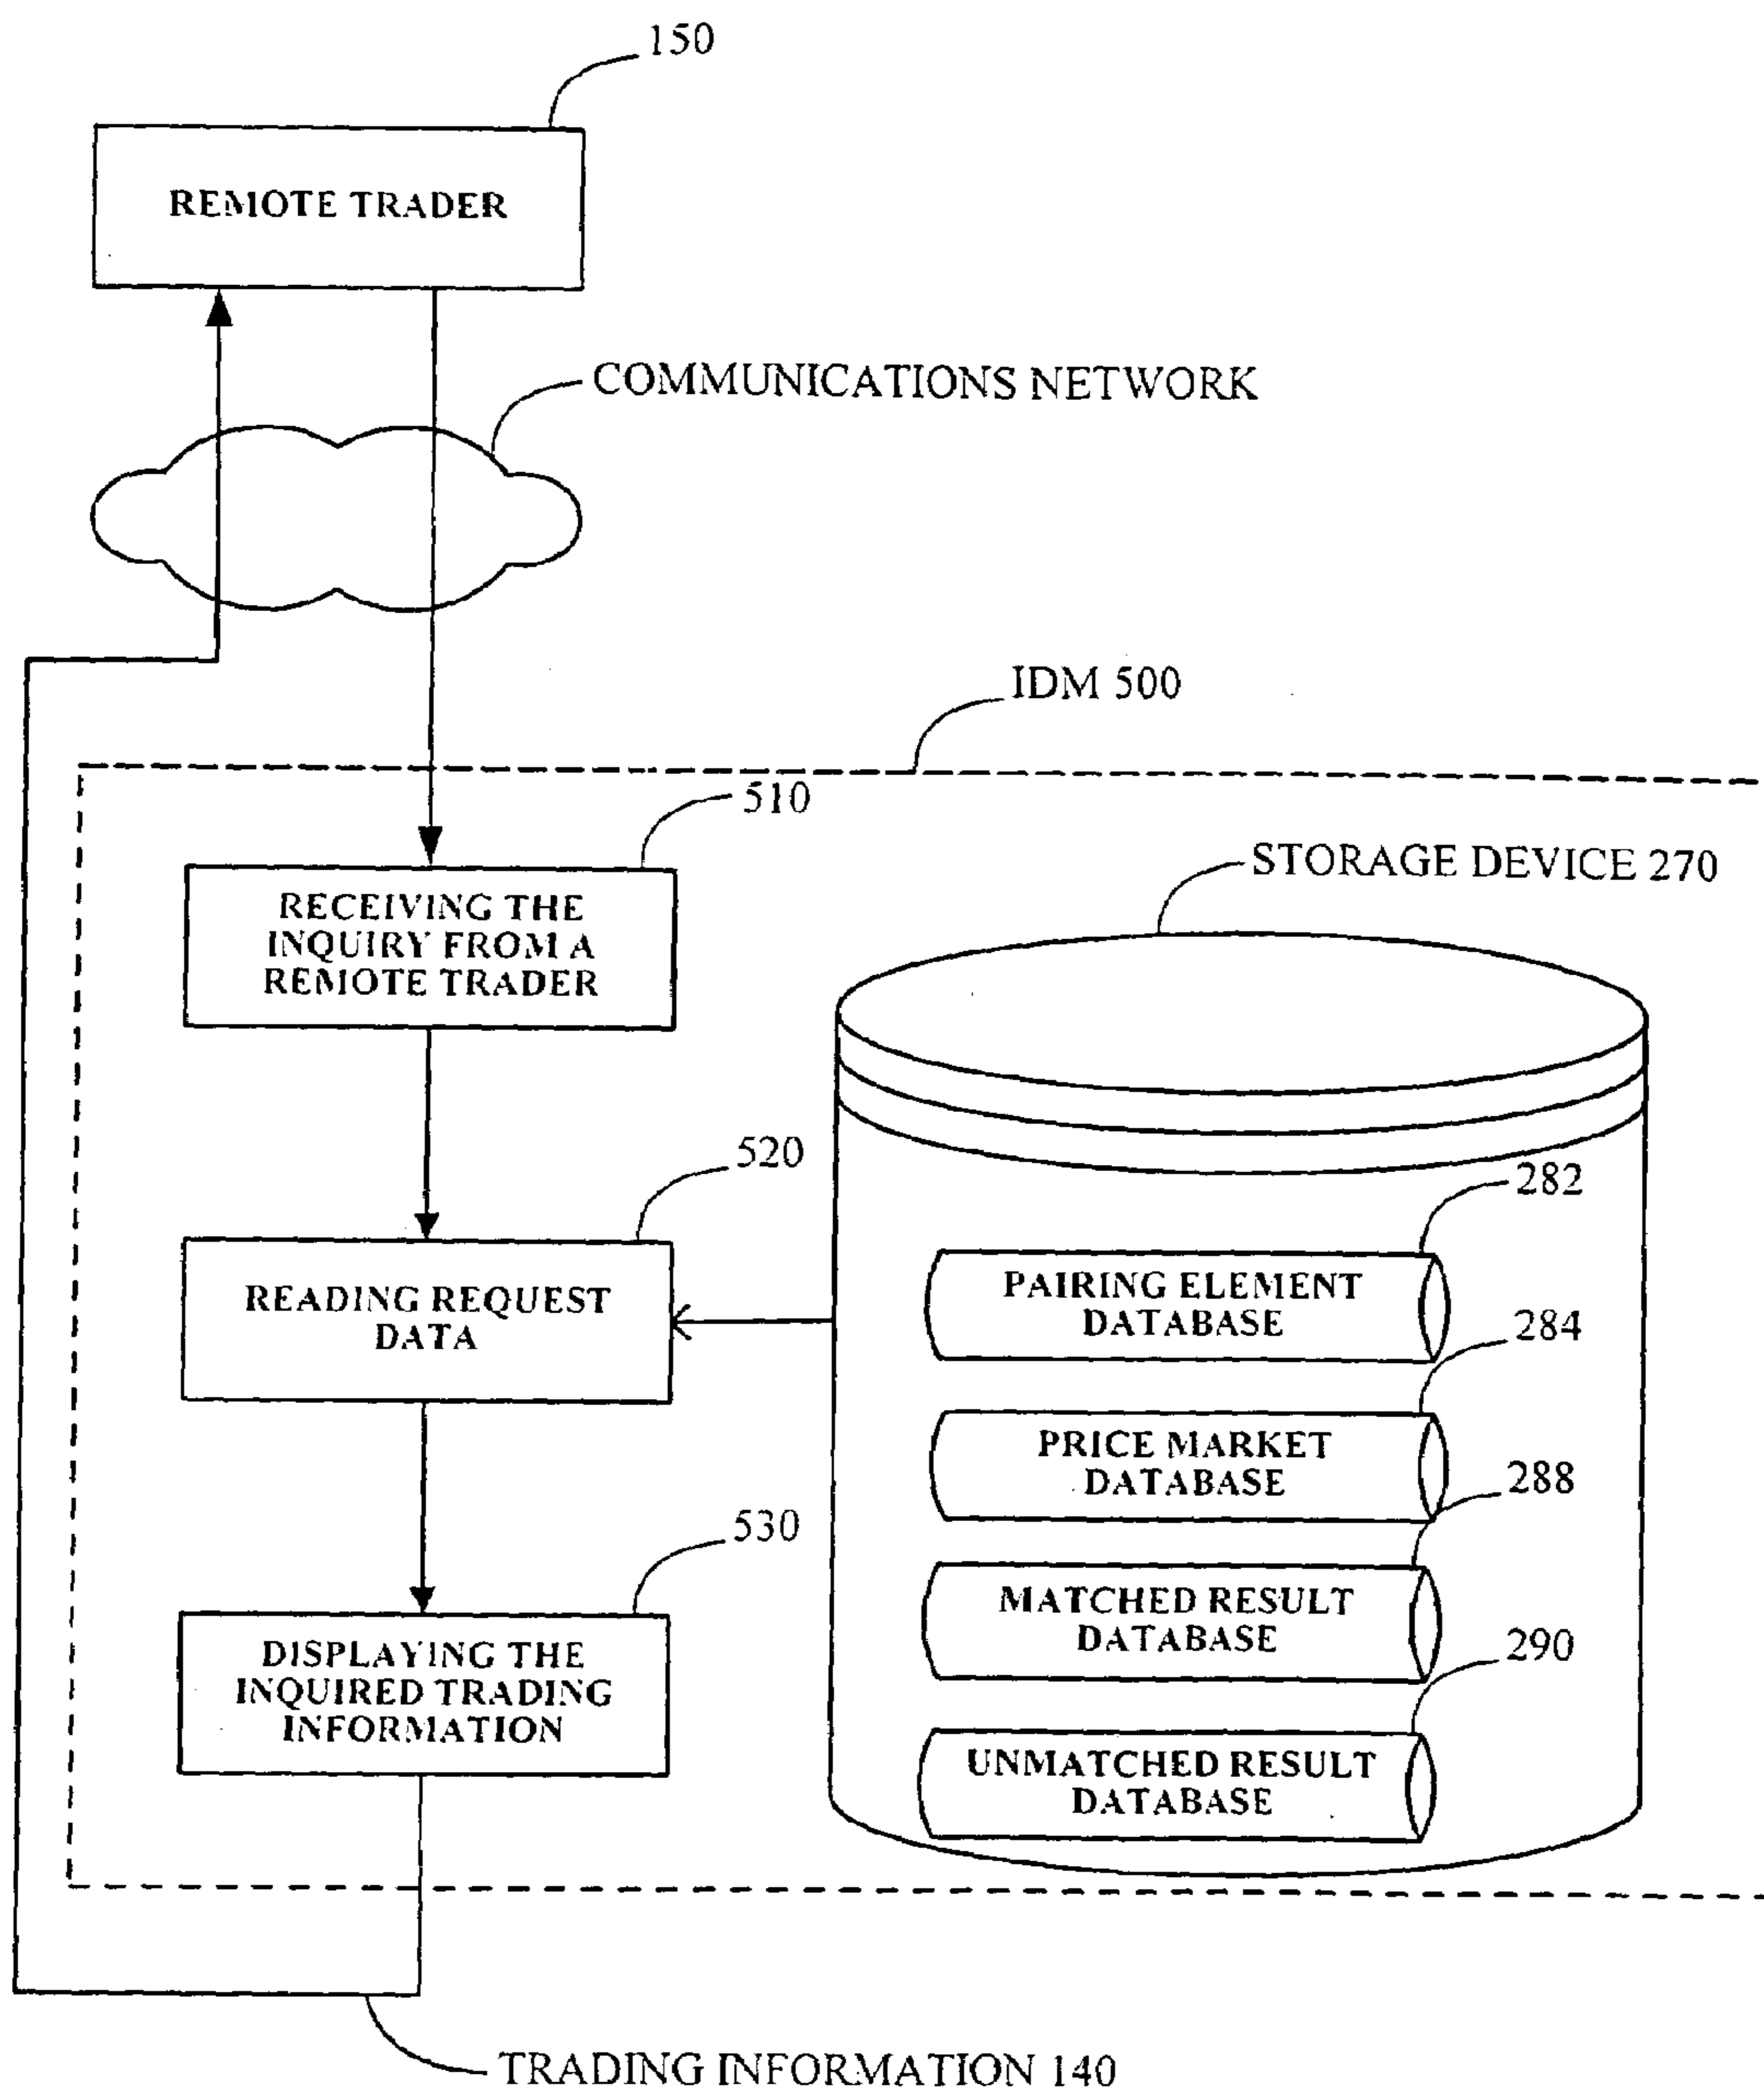 150
REMOTE TRADER
COMMUNICATIONS NETWORK
IDM 500
510
RECEIVING THE
INQUIRY FROM A
REMOTE TRADER
STORAGE DEVICE 270
520
READING REQUEST
DATA
282
PAIRING ELEMENT
DATABASE
284
PRICE MARKET
DATABASE
288
MATCHED RESULT
DATABASE
290
UNMATCHED RESULT
DATABASE
530
DISPLAYING THE
INQUIRED TRADING
INFORMATION
TRADING INFORMATION 140